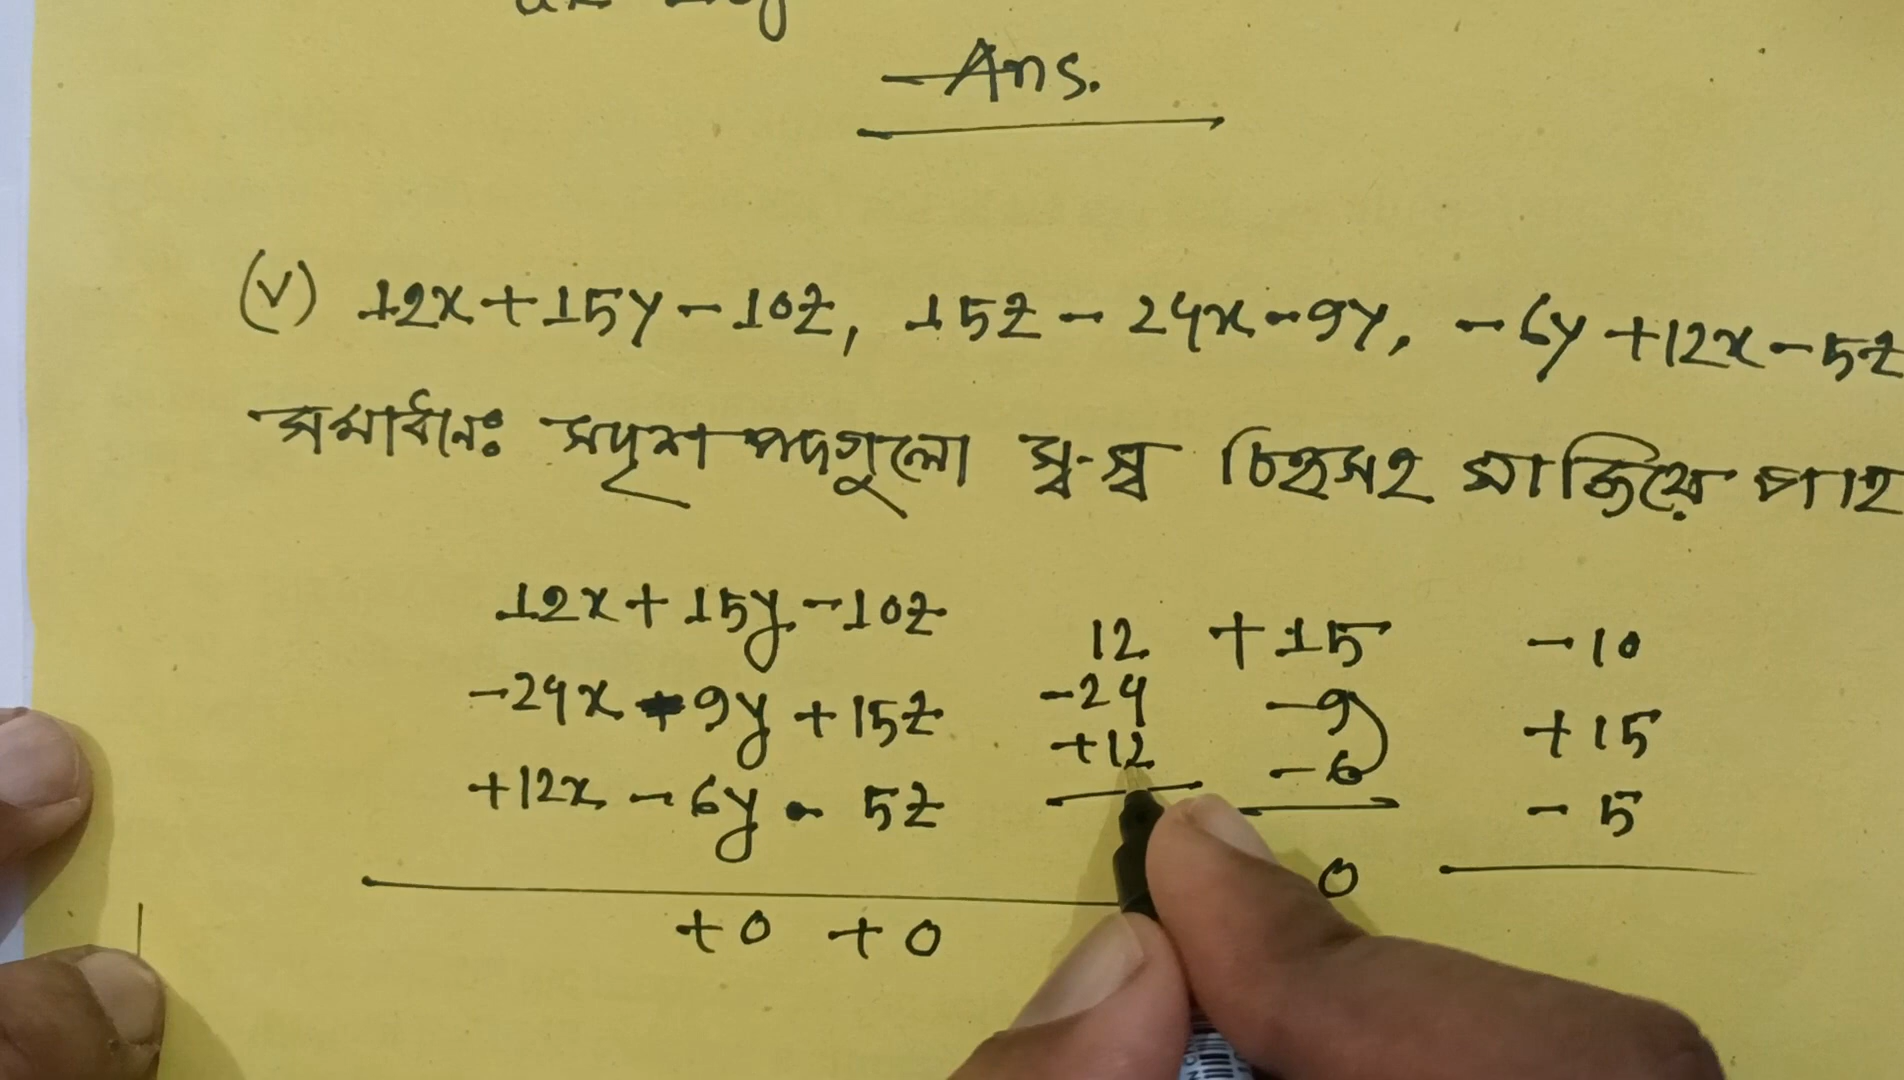 Ans.
(v) 12x + 15y - 10z, 15z - 24x - 9y, - 6y + 12x - 5z
সমাধানঃ সদৃশ পদগুলো স্ব-স্ব চিহ্নসহ সাজিয়ে পাই
12x + 15y - 10z 12 + 15 - 10
- 24x - 9y + 15z - 24 - 9 + 15
+ 12x - 6y - 5z + 12 - 6 - 5
+ 0 + 0 0